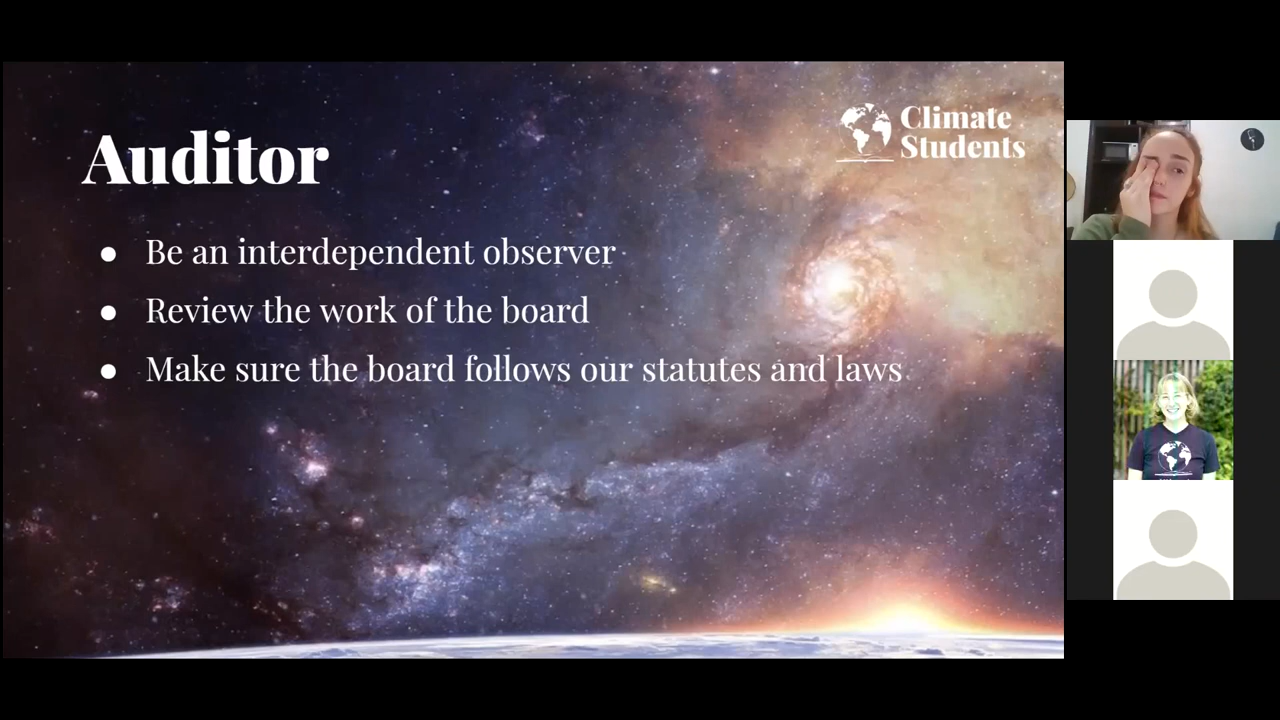 Climate
Students
Auditor
● Be an interdependent observer
● Review the work of the board
● Make sure the board follows our statutes and laws